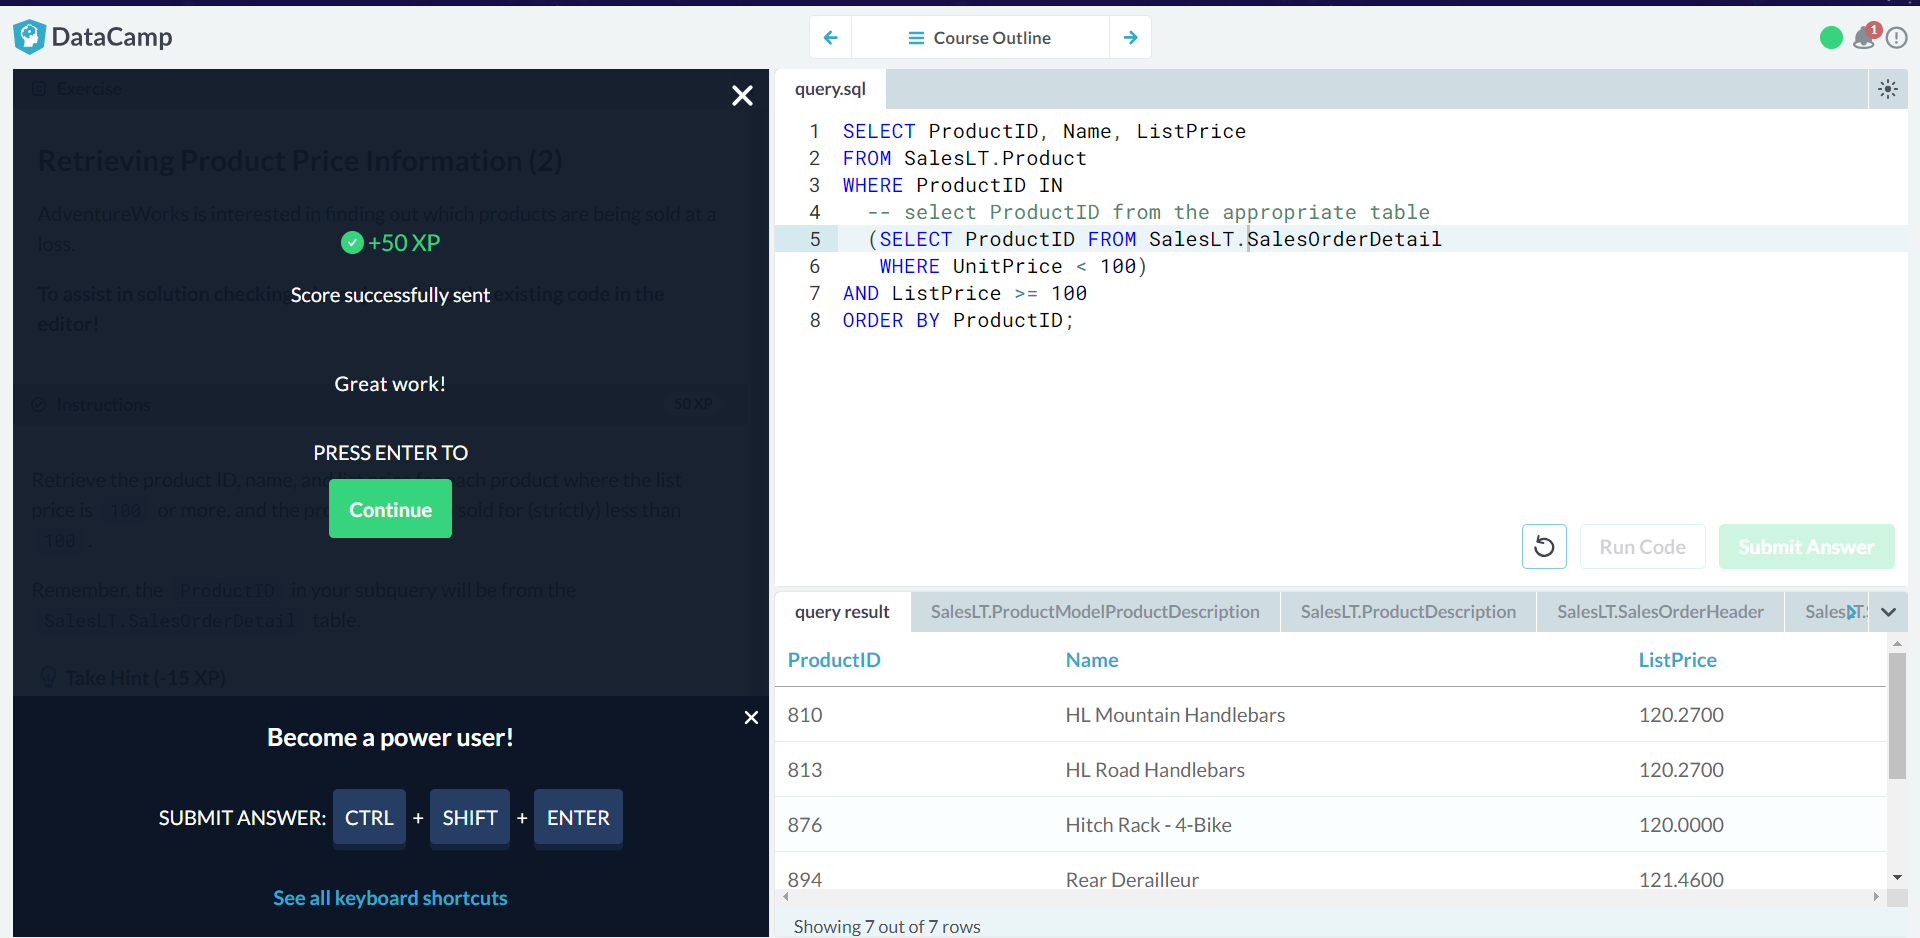 DataCamp
Course Outline
1
Exercise
Retrieving Product Price Information (2)
AdventureWorks is interested in finding out which products are being sold at a
loss.
+50 XP
To assist in solution checking
existing code in the
Score successfully sent
editor!
Great work!
Instructions
50 XP
PRESS ENTER TO
Retrieve the product ID, name, and
each product where the list
price is 100 or more, and the
sold for (strictly) less than
Continue
100 .
Remember, the ProductID in your subquery will be from the
SalesLT.SalesOrderDetail table.
Take Hint (-15 XP)
Become a power user!
SUBMIT ANSWER: CTRL + SHIFT + ENTER
See all keyboard shortcuts
query.sql
1 SELECT ProductID, Name, ListPrice
2 FROM SalesLT.Product
3 WHERE ProductID IN
4 -- select ProductID from the appropriate table
5 (SELECT ProductID FROM SalesLT.SalesOrderDetail
6 WHERE UnitPrice < 100)
7 AND ListPrice >= 100
8 ORDER BY ProductID;
Run Code
Submit Answer
query result SalesLT.ProductModelProductDescription SalesLT.ProductDescription SalesLT.SalesOrderHeader
ProductID Name ListPrice
810 HL Mountain Handlebars 120.2700
813 HL Road Handlebars 120.2700
876 Hitch Rack - 4-Bike 120.0000
894 Rear Derailleur 121.4600
Showing 7 out of 7 rows